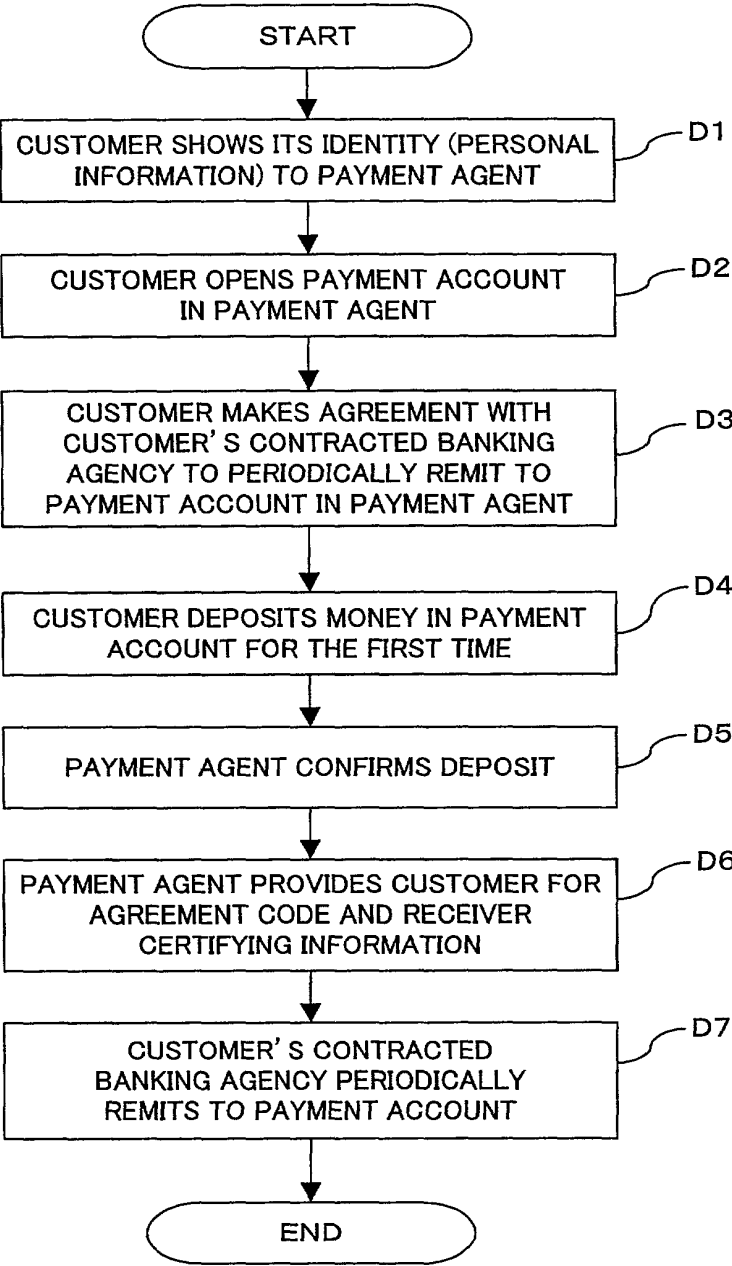 START
D1
CUSTOMER SHOWS ITS IDENTITY (PERSONAL
INFORMATION) TO PAYMENT AGENT
D2
CUSTOMER OPENS PAYMENT ACCOUNT
IN PAYMENT AGENT
D3
CUSTOMER MAKES AGREEMENT WITH
CUSTOMER'S CONTRACTED BANKING
AGENCY TO PERIODICALLY REMIT TO
PAYMENT ACCOUNT IN PAYMENT AGENT
D4
CUSTOMER DEPOSITS MONEY IN PAYMENT
ACCOUNT FOR THE FIRST TIME
D5
PAYMENT AGENT CONFIRMS DEPOSIT
D6
PAYMENT AGENT PROVIDES CUSTOMER FOR
AGREEMENT CODE AND RECEIVER
CERTIFYING INFORMATION
D7
CUSTOMER'S CONTRACTED
BANKING AGENCY PERIODICALLY
REMITS TO PAYMENT ACCOUNT
END